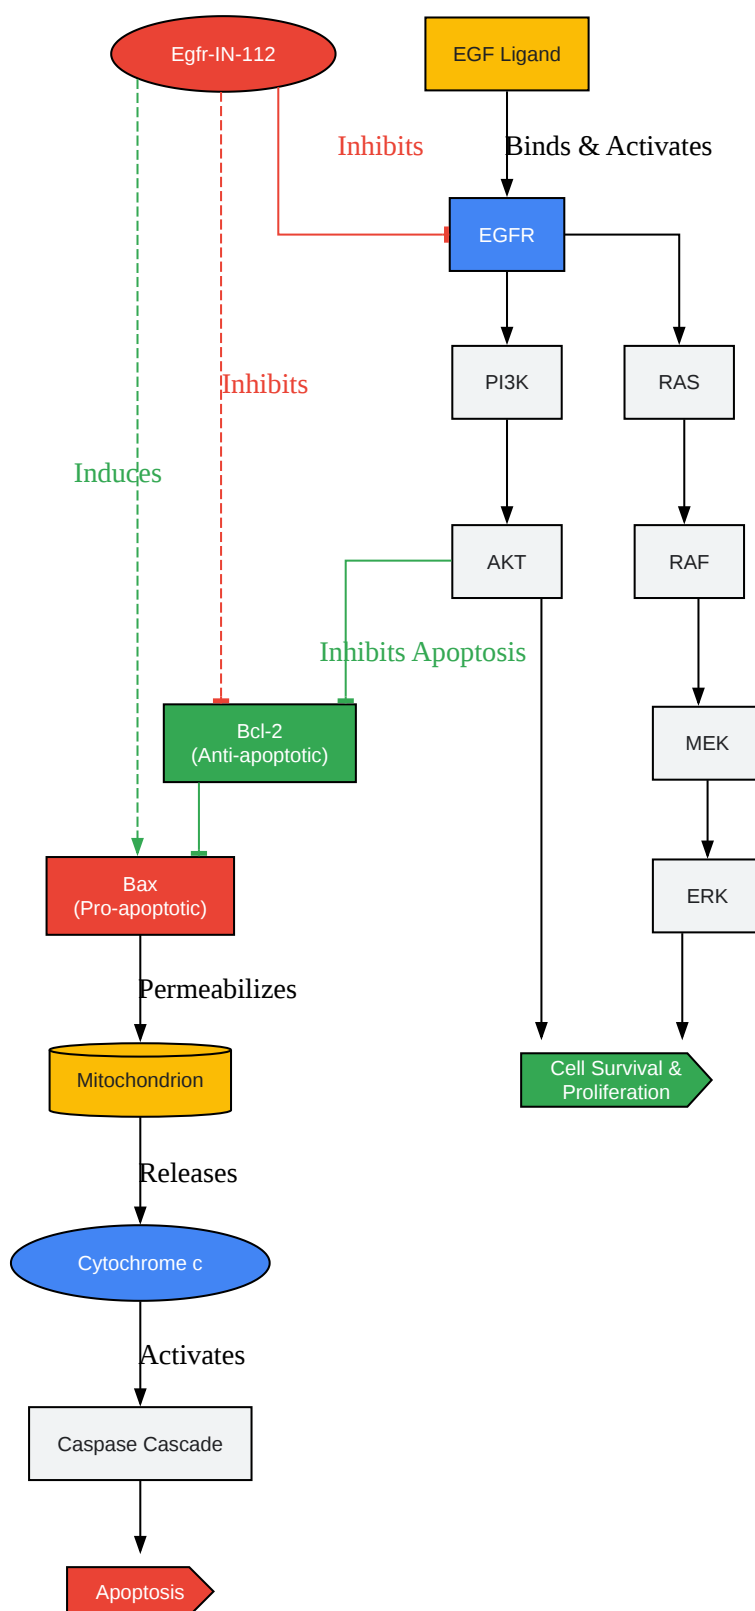 Egfr-IN-112
EGF Ligand
Inhibits
Binds & Activates
EGFR
PI3K
RAS
Inhibits
Induces
AKT
RAF
Inhibits Apoptosis
Bcl-2
(Anti-apoptotic)
MEK
Bax
(Pro-apoptotic)
ERK
Permeabilizes
Mitochondrion
Cell Survival &
Proliferation
Releases
Cytochrome c
Activates
Caspase Cascade
Apoptosis